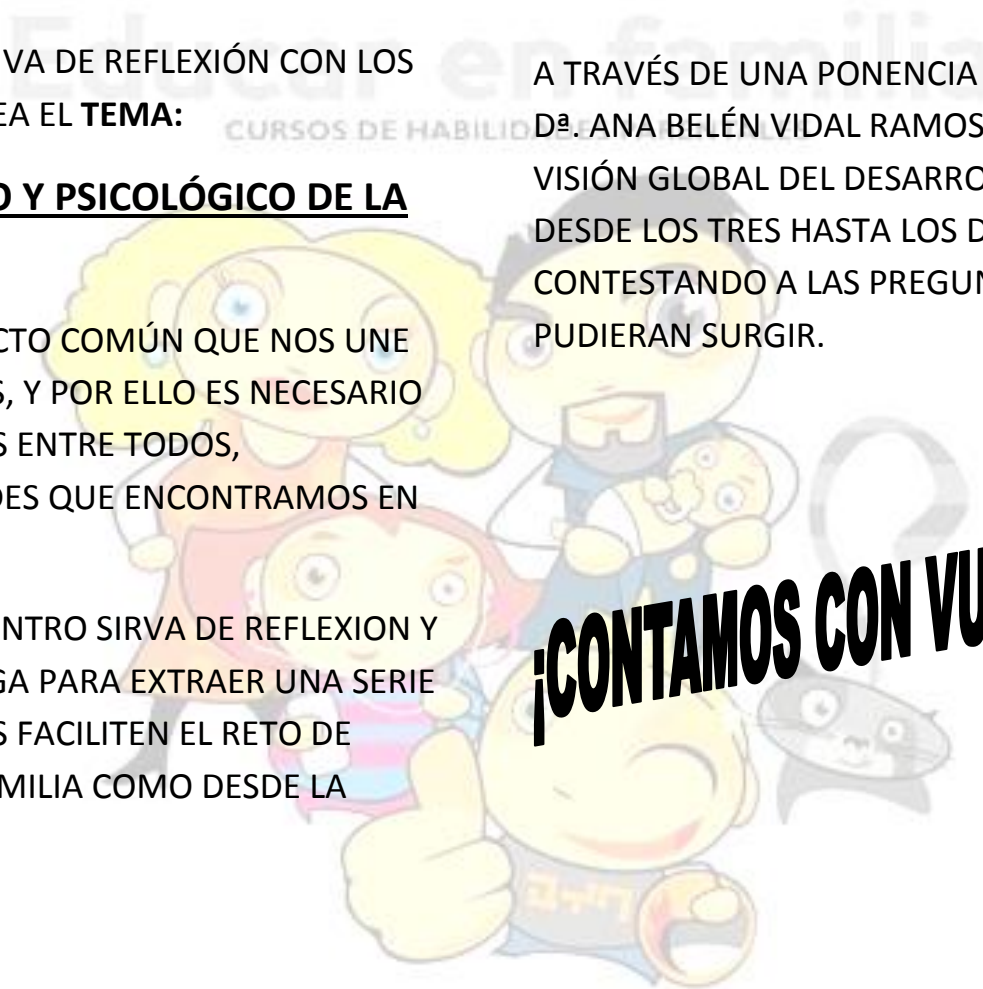 Educar en familia
CURSOS DE HABILIDADES PARENTALES
VA DE REFLEXIÓN CON LOS
EA EL TEMA:
O Y PSICOLÓGICO DE LA
CTO COMÚN QUE NOS UNE
S, Y POR ELLO ES NECESARIO
S ENTRE TODOS,
DES QUE ENCONTRAMOS EN
NTRO SIRVA DE REFLEXION Y
GA PARA EXTRAER UNA SERIE
S FACILITEN EL RETO DE
MILIA COMO DESDE LA
A TRAVÉS DE UNA PONENCIA
Dª. ANA BELÉN VIDAL RAMOS
VISIÓN GLOBAL DEL DESARRO
DESDE LOS TRES HASTA LOS D
CONTESTANDO A LAS PREGUN
PUDIERAN SURGIR.
¡CONTAMOS CON VU